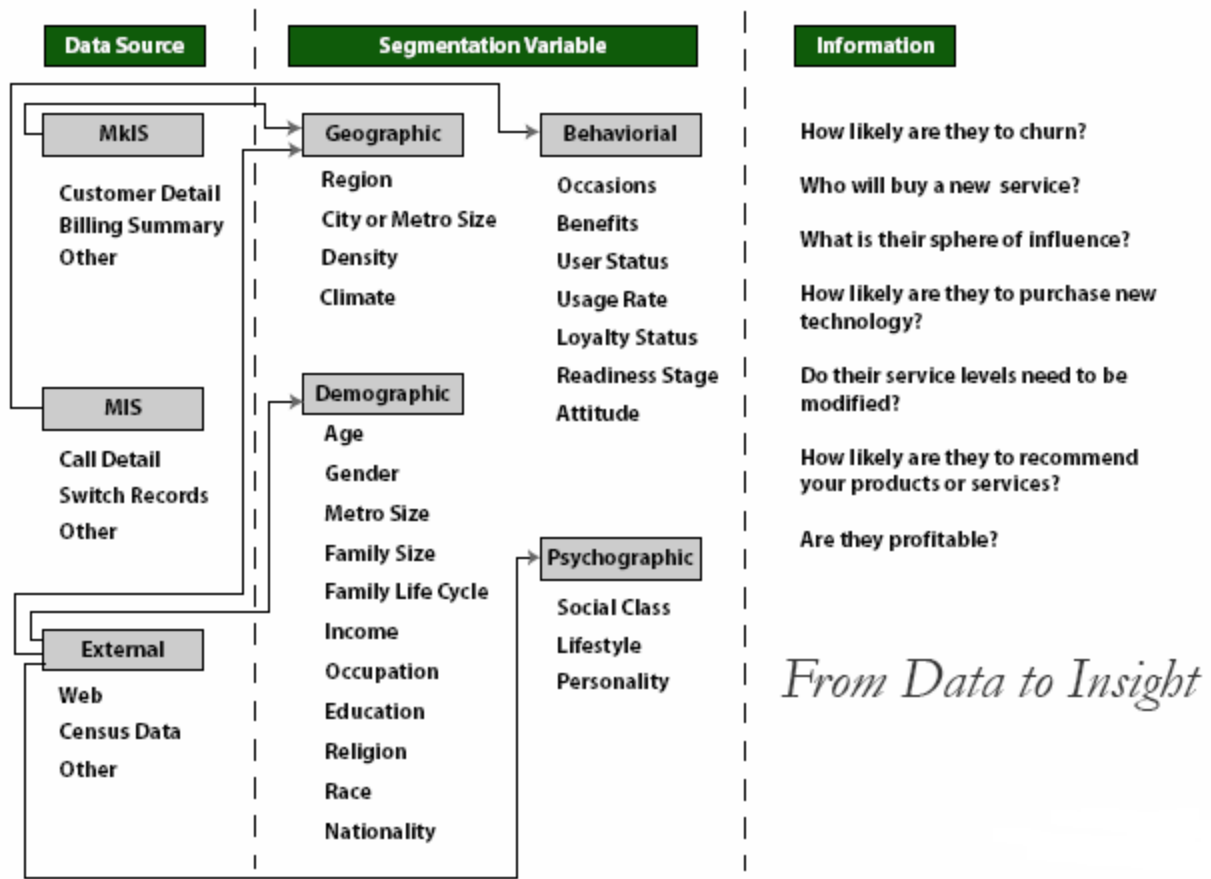 Data Source
Segmentation Variable
Information
MkIS
Customer Detail
Billing Summary
Other
MIS
Call Detail
Switch Records
Other
External
Web
Census Data
Other
Geographic
Region
City or Metro Size
Density
Climate
Demographic
Age
Gender
Metro Size
Family Size
Family Life Cycle
Income
Occupation
Education
Religion
Race
Nationality
Behaviorial
Occasions
Benefits
User Status
Usage Rate
Loyalty Status
Readiness Stage
Attitude
Psychographic
Social Class
Lifestyle
Personality
How likely are they to churn?
Who will buy a new service?
What is their sphere of influence?
How likely are they to purchase new
technology?
Do their service levels need to be
modified?
How likely are they to recommend
your products or services?
Are they profitable?
From Data to Insight